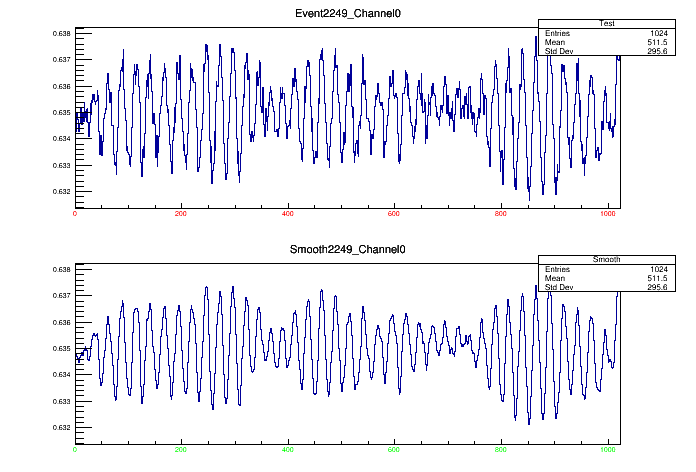 Event2249_Channel0
Test
Entries 1024
Mean 511.5
Std Dev 295.6
0.638
0.637
0.636
0.635
0.634
0.633
0.632
0 200 400 600 800 1000
Smooth2249_Channel0
Smooth
Entries 1024
Mean 511.5
Std Dev 295.6
0.638
0.637
0.636
0.635
0.634
0.633
0.632
0 200 400 600 800 1000